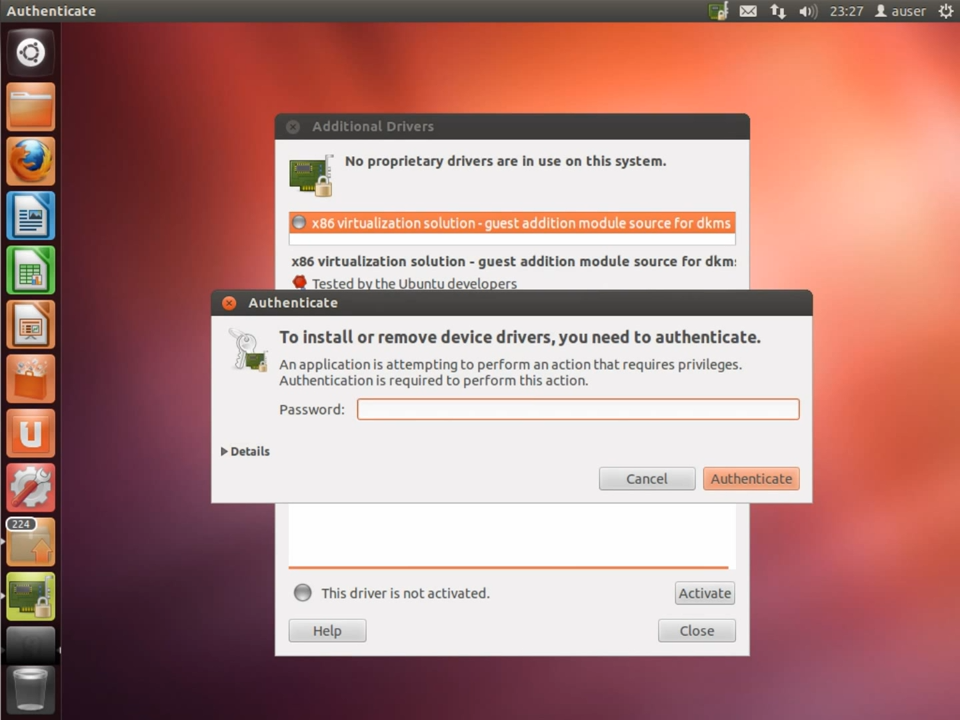 Authenticate
23:27
auser
Additional Drivers
No proprietary drivers are in use on this system.
x86 virtualization solution - guest addition module source for dkms
x86 virtualization solution - guest addition module source for dkm
Tested by the Ubuntu developers
Authenticate
To install or remove device drivers, you need to authenticate.
An application is attempting to perform an action that requires privileges.
Authentication is required to perform this action.
Password:
Details
Cancel
Authenticate
224
This driver is not activated.
Activate
Help
Close